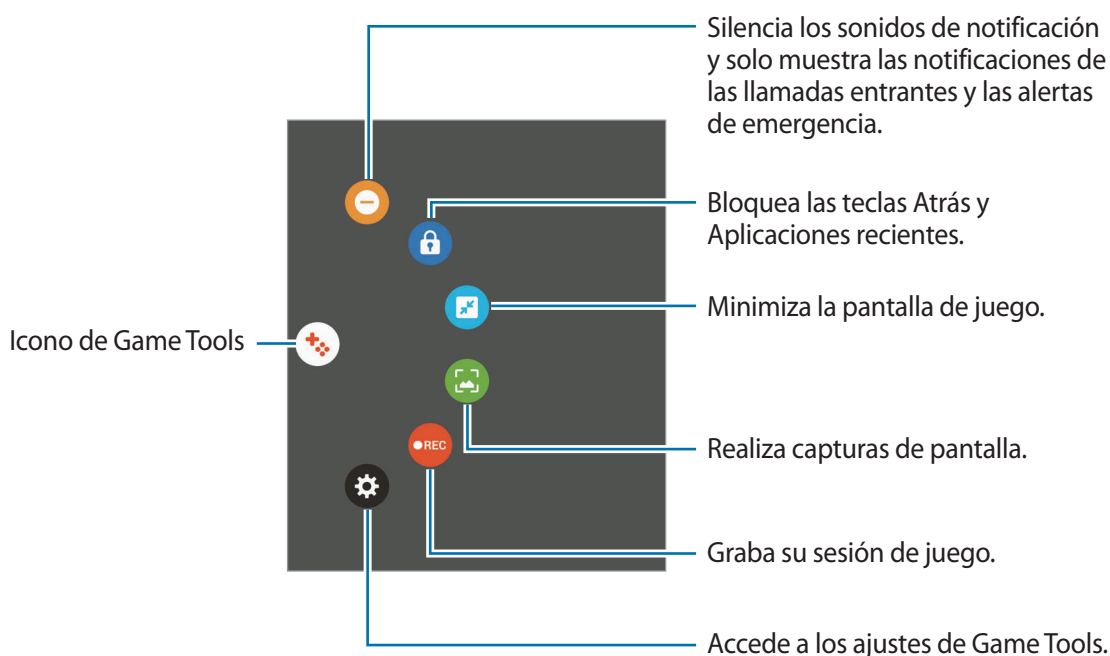 Silencia los sonidos de notificación
y solo muestra las notificaciones de
las llamadas entrantes y las alertas
de emergencia.
Bloquea las teclas Atrás y
Aplicaciones recientes.
Minimiza la pantalla de juego.
Icono de Game Tools
Realiza capturas de pantalla.
REC
Graba su sesión de juego.
Accede a los ajustes de Game Tools.